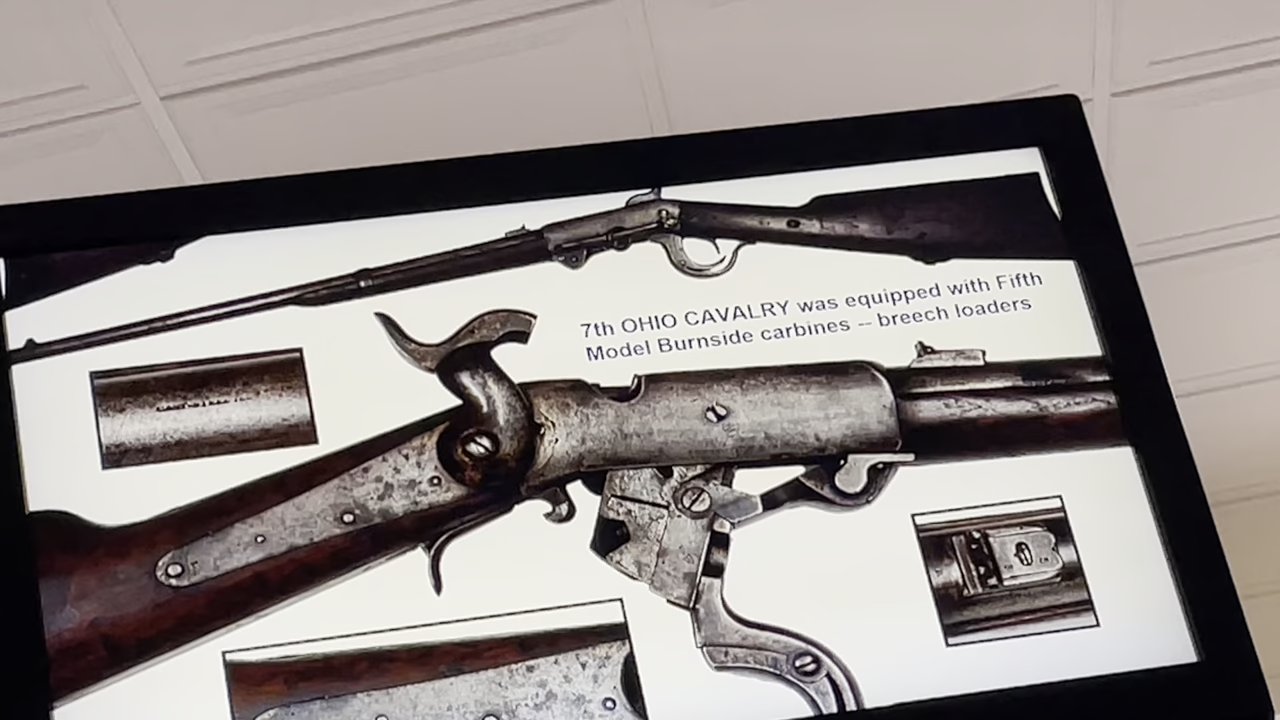 7th OHIO CAVALRY was equipped with Fifth
Model Burnside carbines -- breech loaders